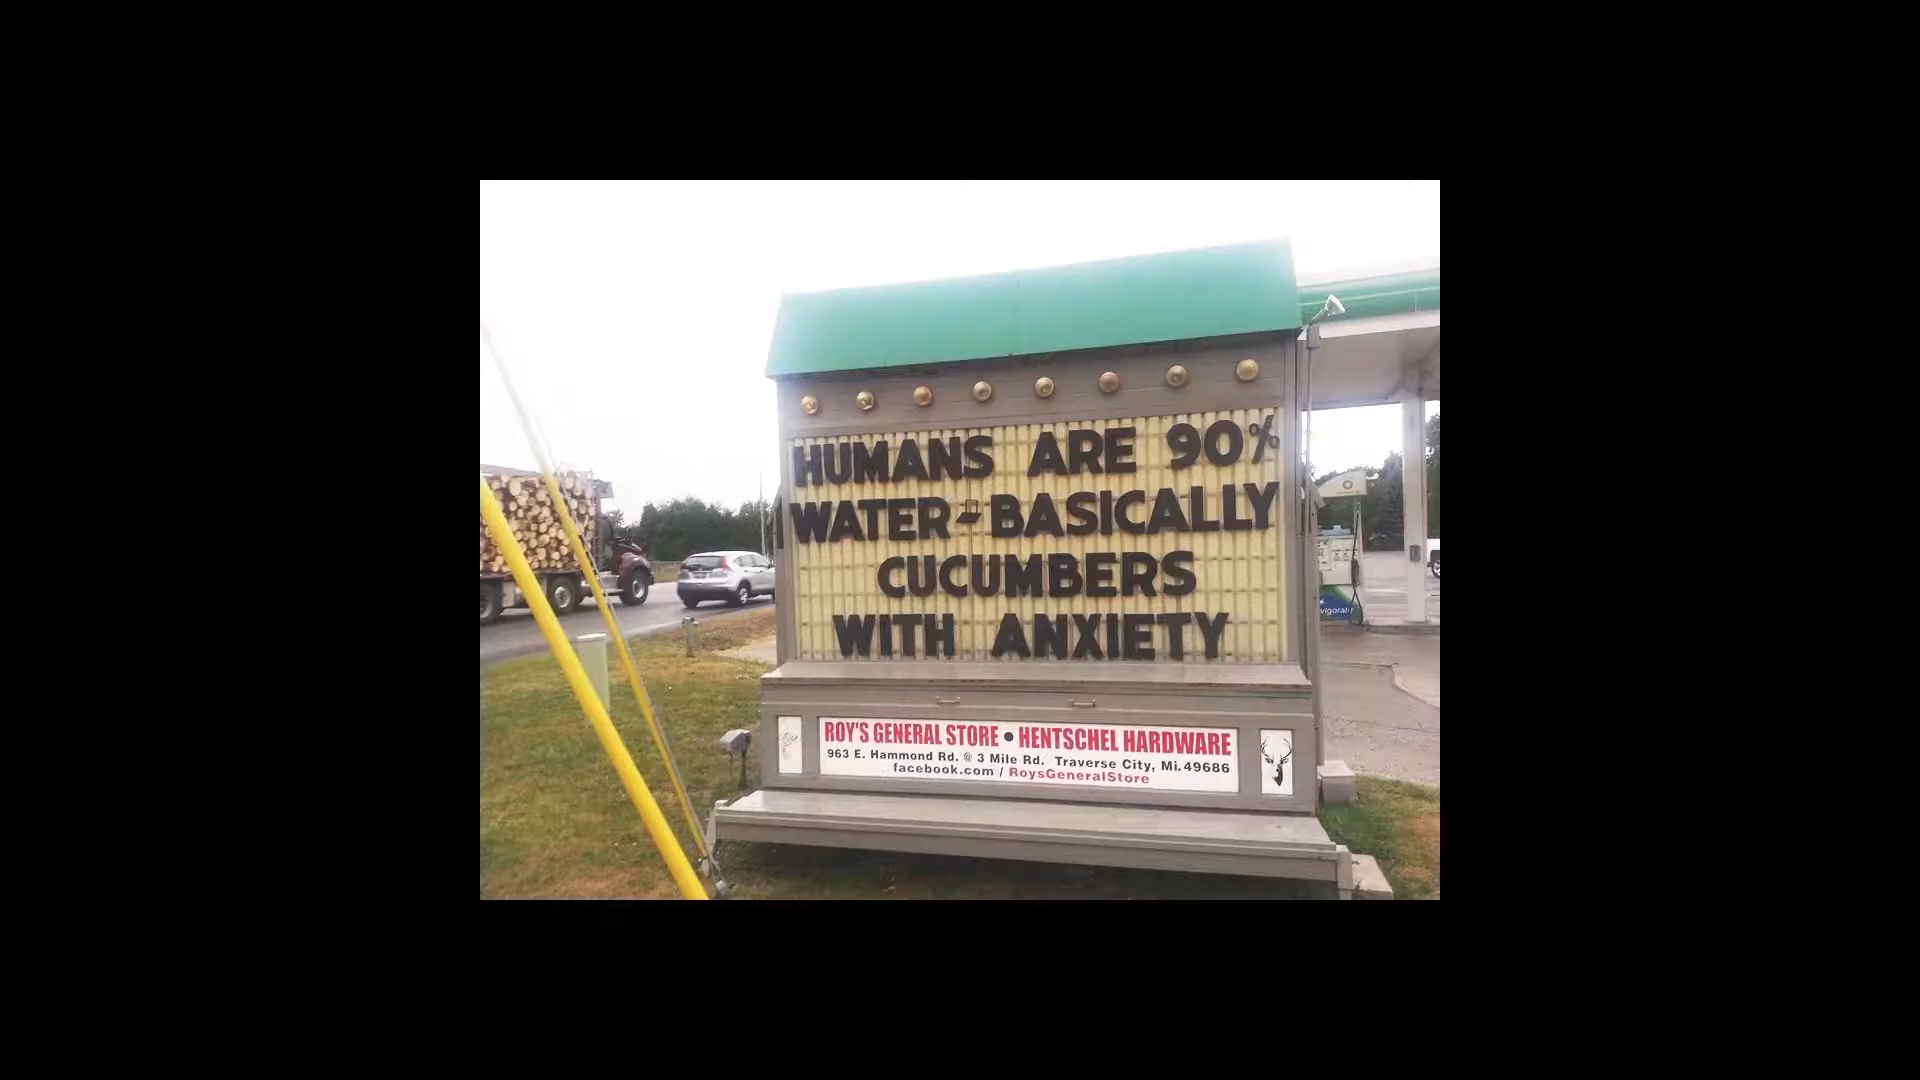 HUMANS ARE 90%
WATER-BASICALLY
CUCUMBERS
WITH ANXIETY
ROY'S GENERAL STORE • HENTSCHEL HARDWARE
963 E. Hammond Rd. @ 3 Mile Rd. Traverse City, Mi. 49686
facebook.com / RoysGeneralStore